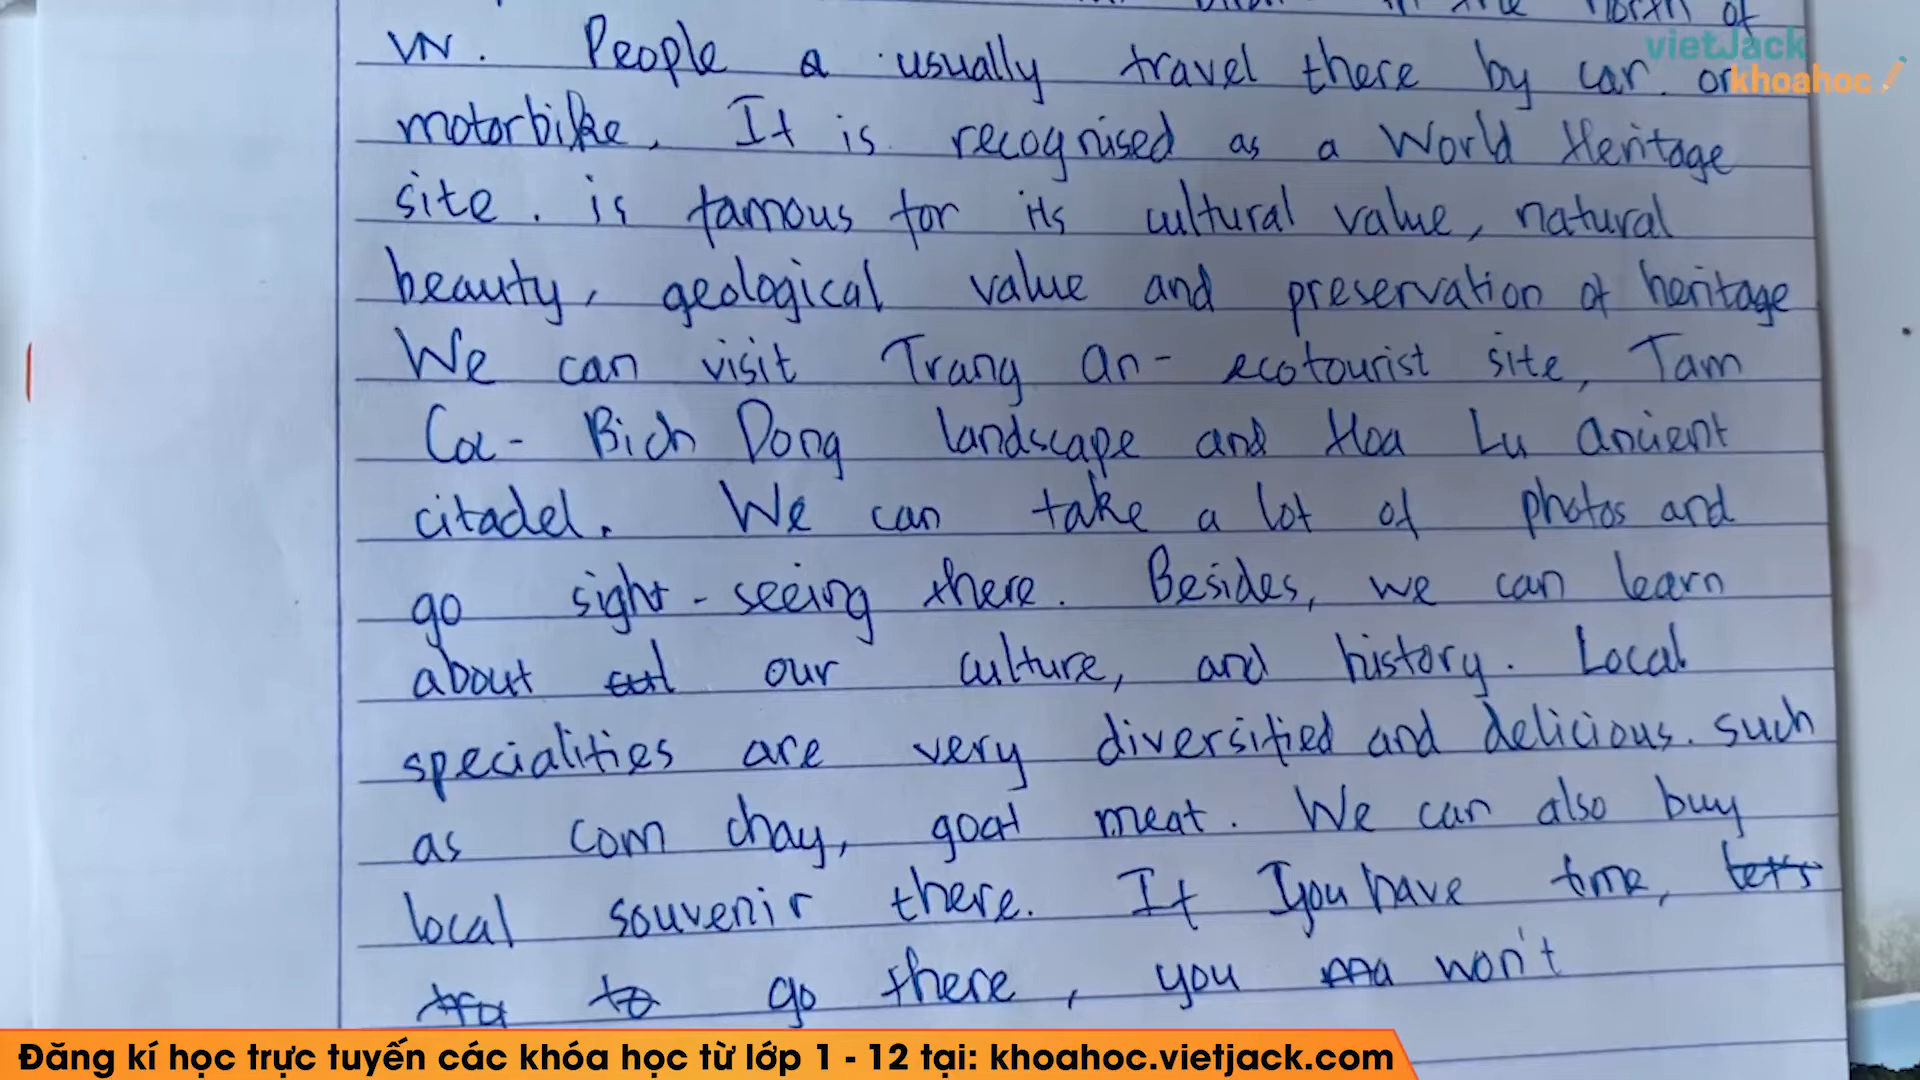 in the North of
VN. People usually travel there by car or
motorbike. It is recognised as a World Heritage
site. is famous for its cultural value, natural
beauty, geological value and preservation of heritage
We can visit Trang An - ecotourist site, Tam
Coc - Bich Dong landscape and Hoa Lu Ancient
citadel. We can take a lot of photos and
go sight-seeing there. Besides, we can learn
about our culture, and history. Local
specialities are very diversified and delicious. such
as com chay, goat meat. We can also buy
local souvenir there. If you have time,
go there, you won't
vietJack
khoahoc
Đăng kí học trực tuyến các khóa học từ lớp 1 - 12 tại: khoahoc.vietjack.com